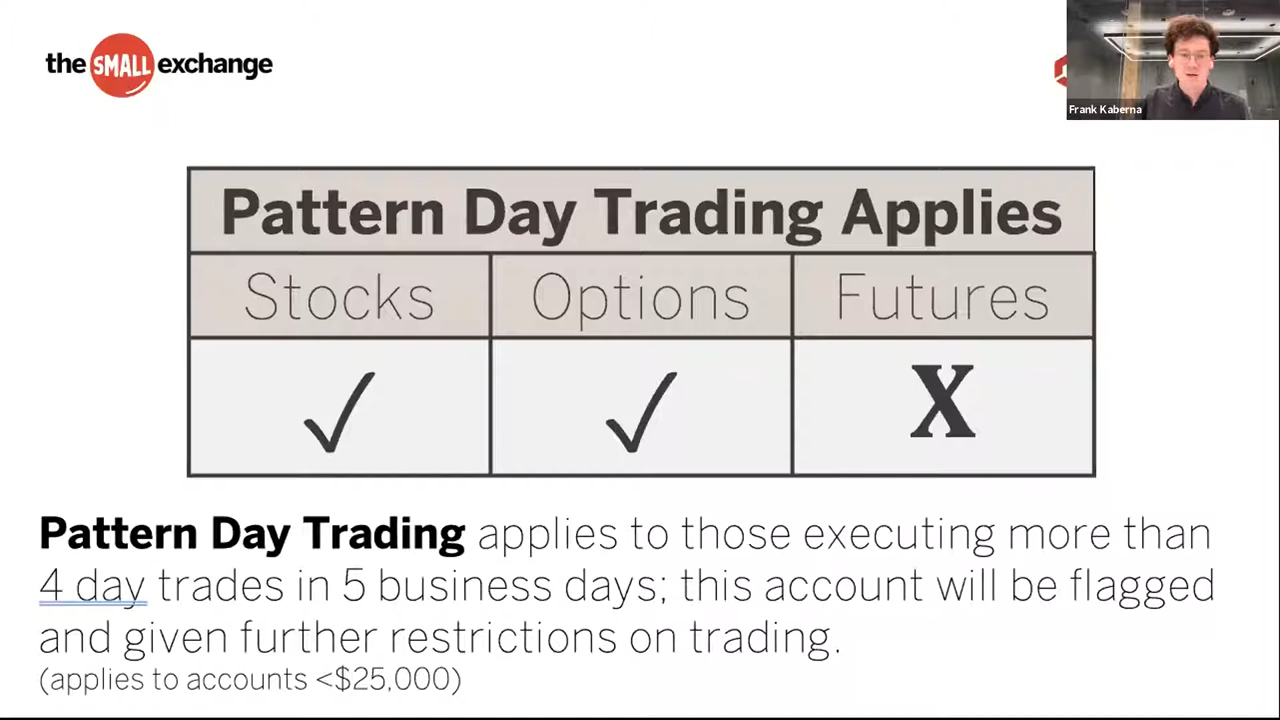 the SMALL exchange
Frank Kaberna
Pattern Day Trading Applies
Stocks Options Futures
✓ ✓ X
Pattern Day Trading applies to those executing more than
4 day trades in 5 business days; this account will be flagged
and given further restrictions on trading.
(applies to accounts <$25,000)